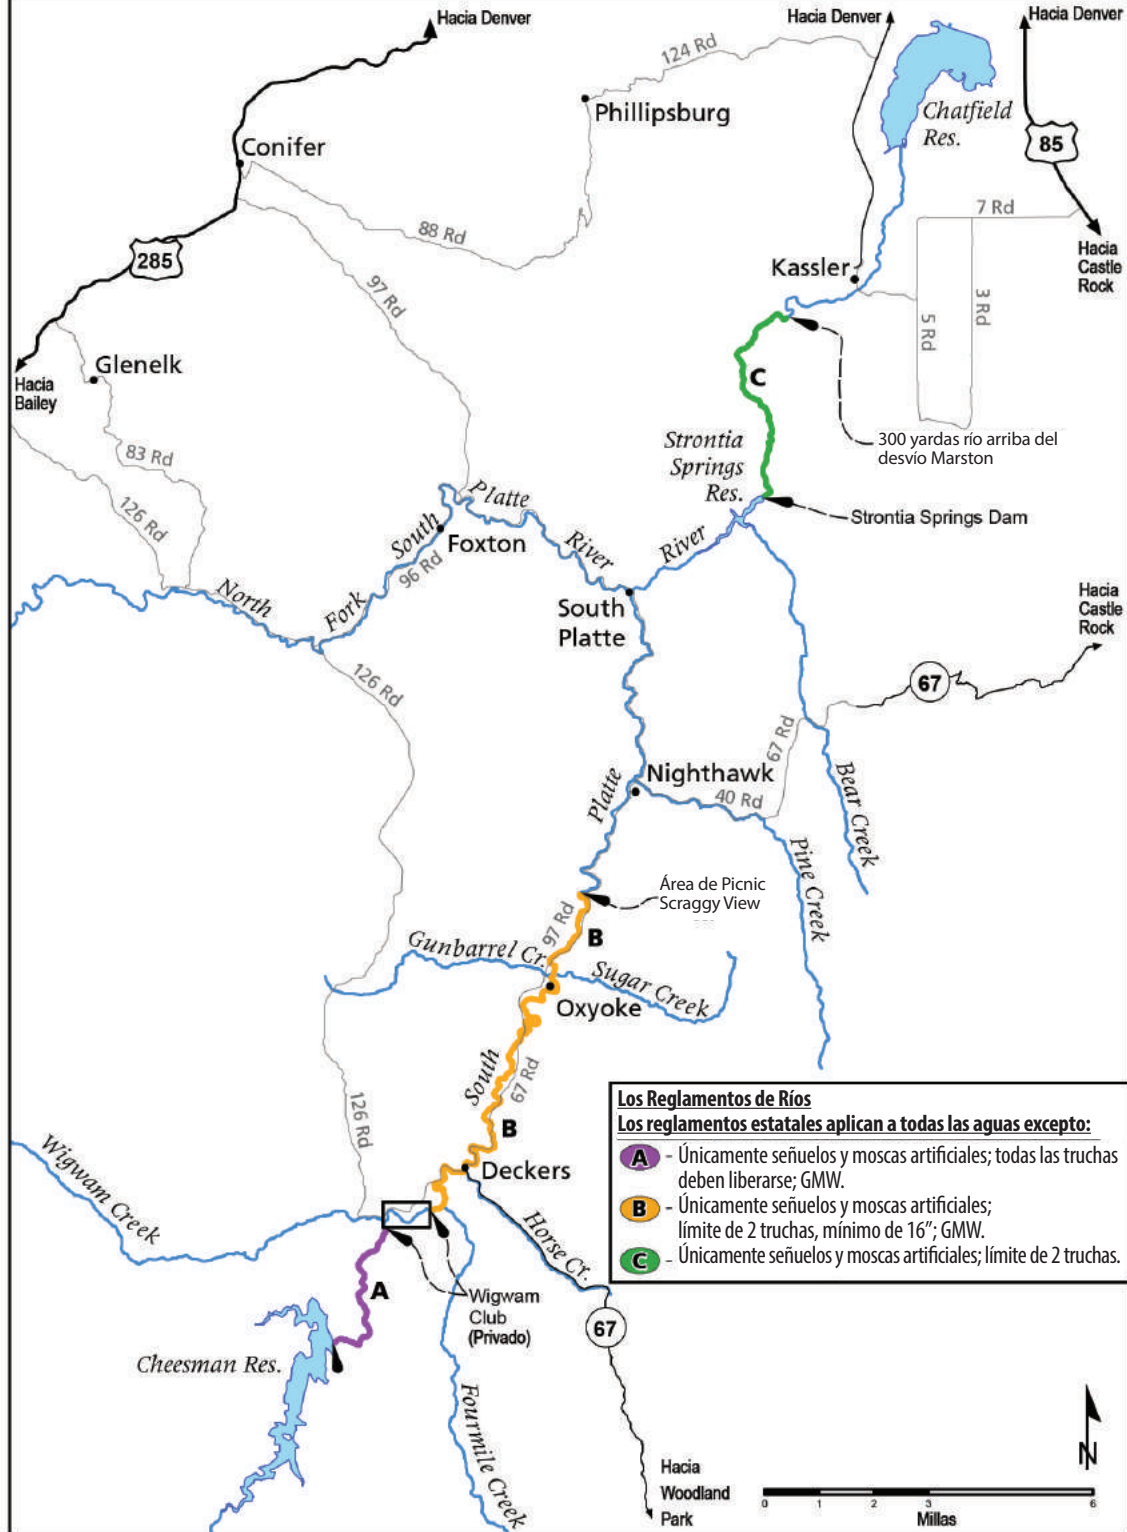 Hacia Denver
Hacia Denver
Hacia Denver
124 Rd
Phillipsburg
Chatfield
Res.
85
Conifer
88 Rd
7 Rd
285
97 Rd
Kassler
Hacia
Castle
Rock
3 Rd
5 Rd
Glenelk
Hacia
Bailey
C
83 Rd
126 Rd
Strontia
Springs
Res.
300 yardas río arriba del
desvío Marston
Strontia Springs Dam
North
Fork
South
Platte
River
Foxton
96 Rd
River
South
Platte
Hacia
Castle
Rock
67
126 Rd
67 Rd
Nighthawk
40 Rd
Platte
Bear Creek
Pine Creek
Área de Picnic
Scraggy View
97 Rd
B
Gunbarrel Cr.
Sugar Creek
Oxyoke
South
67 Rd
126 Rd
B
Deckers
Wigwam Creek
Horse Cr.
A
Wigwam
Club
(Privado)
67
Cheesman Res.
Fourmile Creek
Los Reglamentos de Ríos
Los reglamentos estatales aplican a todas las aguas excepto:
A - Únicamente señuelos y moscas artificiales; todas las truchas
deben liberarse; GMW.
B - Únicamente señuelos y moscas artificiales;
límite de 2 truchas, mínimo de 16”; GMW.
C - Únicamente señuelos y moscas artificiales; límite de 2 truchas.
Hacia
Woodland
Park
N
0 1 2 3 6
Millas